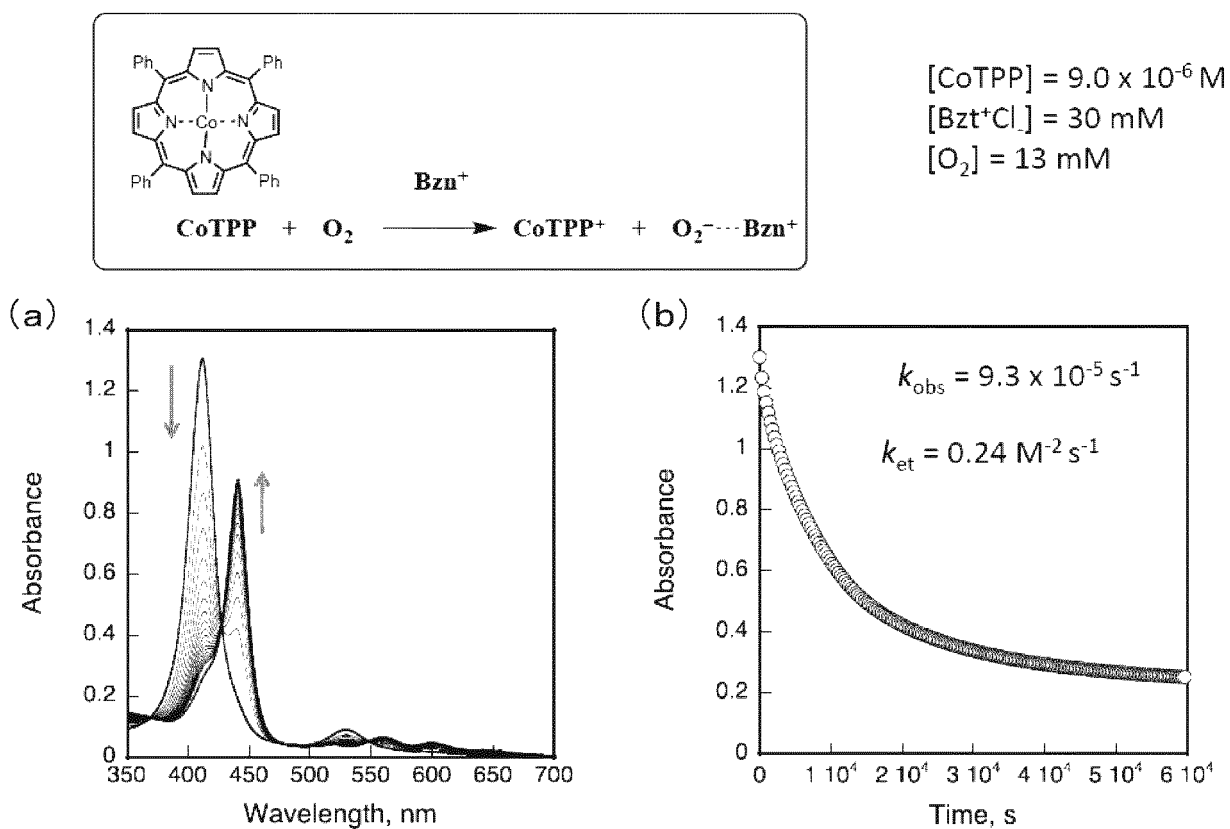 Ph
Ph
N
N
Co
N
N
Ph
Ph
Bzn⁺
CoTPP + O₂ → CoTPP⁺ + O₂⁻---Bzn⁺
[CoTPP] = 9.0 x 10⁻⁶ M
[Bzt⁺Cl₋] = 30 mM
[O₂] = 13 mM
(a)
1.4
1.2
1
0.8
0.6
0.4
0.2
0
Absorbance
350 400 450 500 550 600 650 700
Wavelength, nm
(b)
1.4
1.2
1
0.8
0.6
0.4
0.2
0
Absorbance
k_obs = 9.3 x 10⁻⁵ s⁻¹
k_et = 0.24 M⁻² s⁻¹
0 1 10⁴ 2 10⁴ 3 10⁴ 4 10⁴ 5 10⁴ 6 10⁴
Time, s